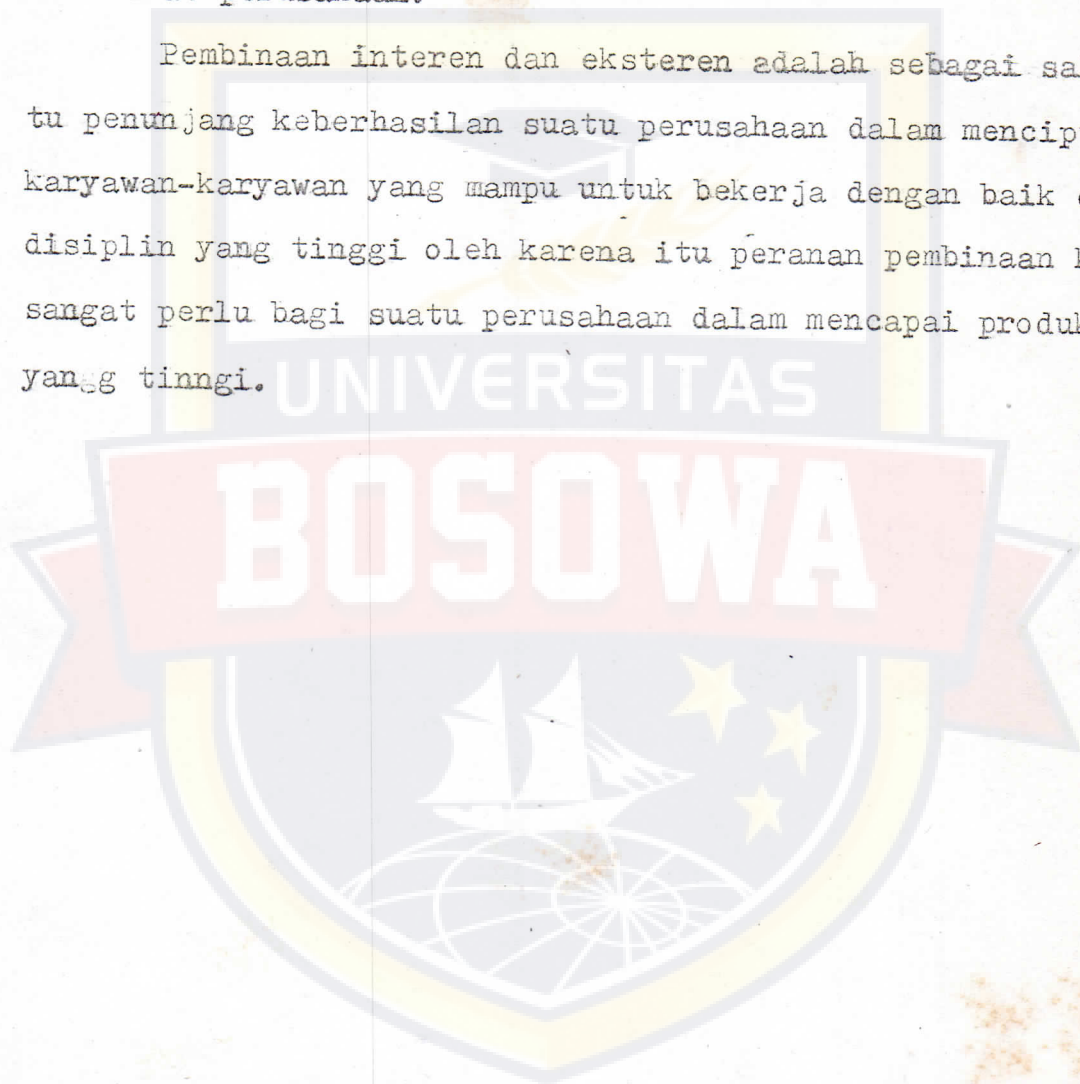 Pembinaan interen dan eksteren adalah sebagai sa
tu penunjang keberhasilan suatu perusahaan dalam mencip
karyawan-karyawan yang mampu untuk bekerja dengan baik
disiplin yang tinggi oleh karena itu peranan pembinaan
sangat perlu bagi suatu perusahaan dalam mencapai produk
yang tinngi.
UNIVERSITAS
BOSOWA